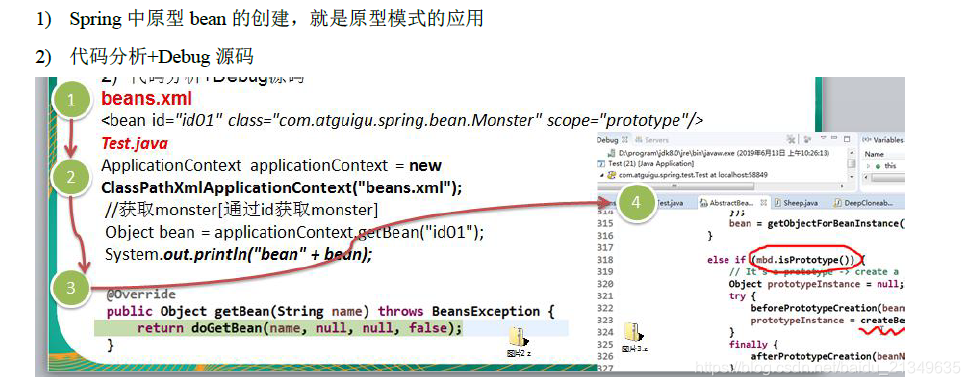 1) Spring 中原型 bean 的创建，就是原型模式的应用
2) 代码分析+Debug 源码
2) 代码分析+Debug源码
1
beans.xml
<bean id="id01" class="com.atguigu.spring.bean.Monster" scope="prototype"/>
Test.java
2
ApplicationContext applicationContext = new
ClassPathXmlApplicationContext("beans.xml");
//获取monster[通过id获取monster]
Object bean = applicationContext.getBean("id01");
System.out.println("bean" + bean);
3
@Override
public Object getBean(String name) throws BeansException {
return doGetBean(name, null, null, false);
}
图片2.z
Debug
Servers
Variables
D:\program\jdk80\jre\bin\javaw.exe (2019年6月13日 上午10:26:13)
Name
Test (21) [Java Application]
this
com.atguigu.spring.test.Test at localhost:58849
4
Test.java
AbstractBea...
Sheep.java
DeepCloneab...
314 });
315 bean = getObjectForBeanInstance(
316 }
317
318 else if (mbd.isPrototype()) {
319 // It's a prototype -> create a
320 Object prototypeInstance = null;
321 try {
322 beforePrototypeCreation(bean
323 prototypeInstance = createBe
324 }
325 finally {
326 afterPrototypeCreation(beanN
图片3.z
https://blog.csdn.net/baidu_21349635